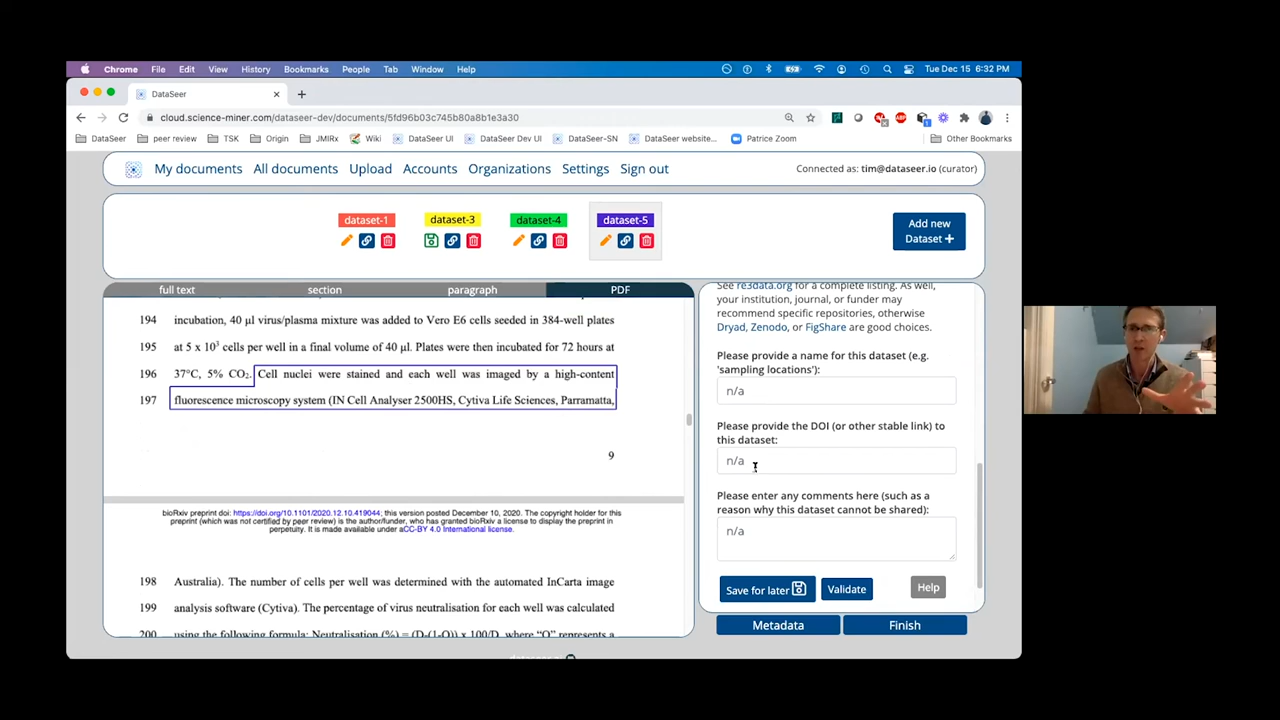 Chrome File Edit View History Bookmarks People Tab Window Help Tue Dec 15 6:32 PM
DataSeer
cloud.science-miner.com/dataseer-dev/documents/5fd96b03c745b80a8b1e3a30
DataSeer peer review TSK Origin JMIRx Wiki DataSeer UI DataSeer Dev UI DataSeer-SN DataSeer website... Patrice Zoom Other Bookmarks
My documents All documents Upload Accounts Organizations Settings Sign out Connected as: tim@dataseer.io (curator)
dataset-1 dataset-3 dataset-4 dataset-5
Add new
Dataset +
full text section paragraph PDF
194 incubation, 40 µl virus/plasma mixture was added to Vero E6 cells seeded in 384-well plates
195 at 5 x 10³ cells per well in a final volume of 40 µl. Plates were then incubated for 72 hours at
196 37°C, 5% CO₂. Cell nuclei were stained and each well was imaged by a high-content
197 fluorescence microscopy system (IN Cell Analyser 2500HS, Cytiva Life Sciences, Parramatta,
9
bioRxiv preprint doi: https://doi.org/10.1101/2020.12.10.419044; this version posted December 10, 2020. The copyright holder for this
preprint (which was not certified by peer review) is the author/funder, who has granted bioRxiv a license to display the preprint in
perpetuity. It is made available under aCC-BY 4.0 International license.
198 Australia). The number of cells per well was determined with the automated InCarta image
199 analysis software (Cytiva). The percentage of virus neutralisation for each well was calculated
200 using the following formula: Neutralisation (%) = (D-(1-Q)) x 100/D, where "Q" represents a
See re3data.org for a complete listing. As well,
your institution, journal, or funder may
recommend specific repositories, otherwise
Dryad, Zenodo, or FigShare are good choices.
Please provide a name for this dataset (e.g.
'sampling locations'):
n/a
Please provide the DOI (or other stable link) to
this dataset:
n/a
Please enter any comments here (such as a
reason why this dataset cannot be shared):
n/a
Save for later Validate Help
Metadata Finish